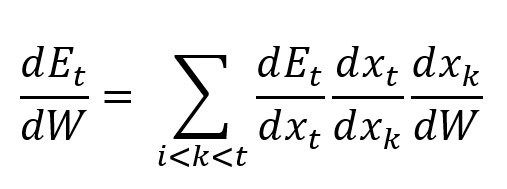 dE_t/dW = ∑_{i<k<t} dE_t/dx_t dx_t/dx_k dx_k/dW